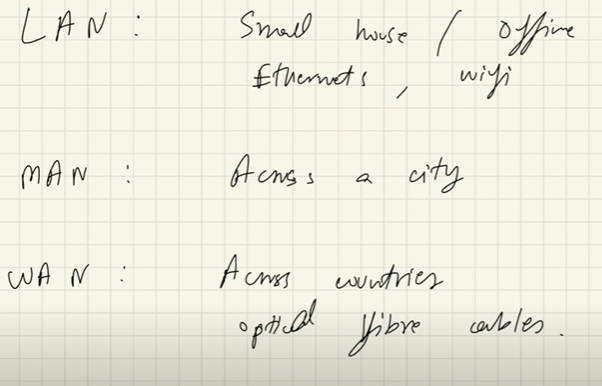 LAN : Small house / office
Ethernets, wifi
MAN : Across a city
WAN : Across countries
optical fibre cables.